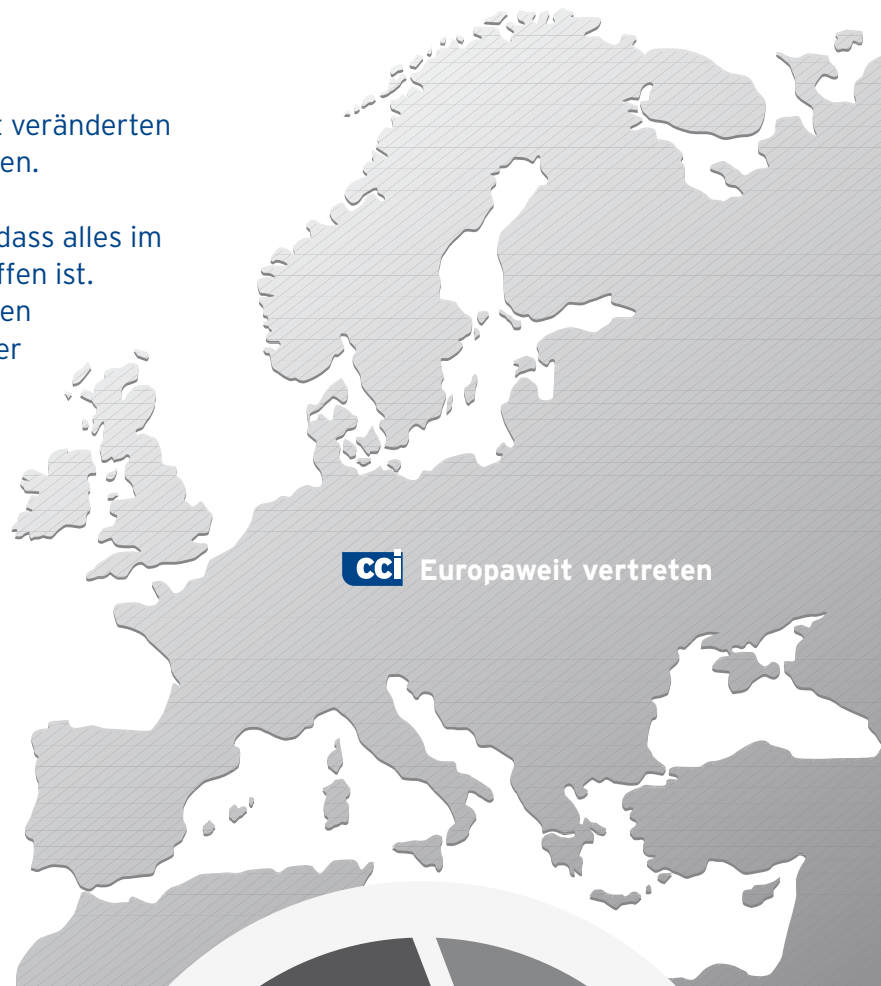 veränderten
en.
dass alles im
ffen ist.
en
er
cci Europaweit vertreten